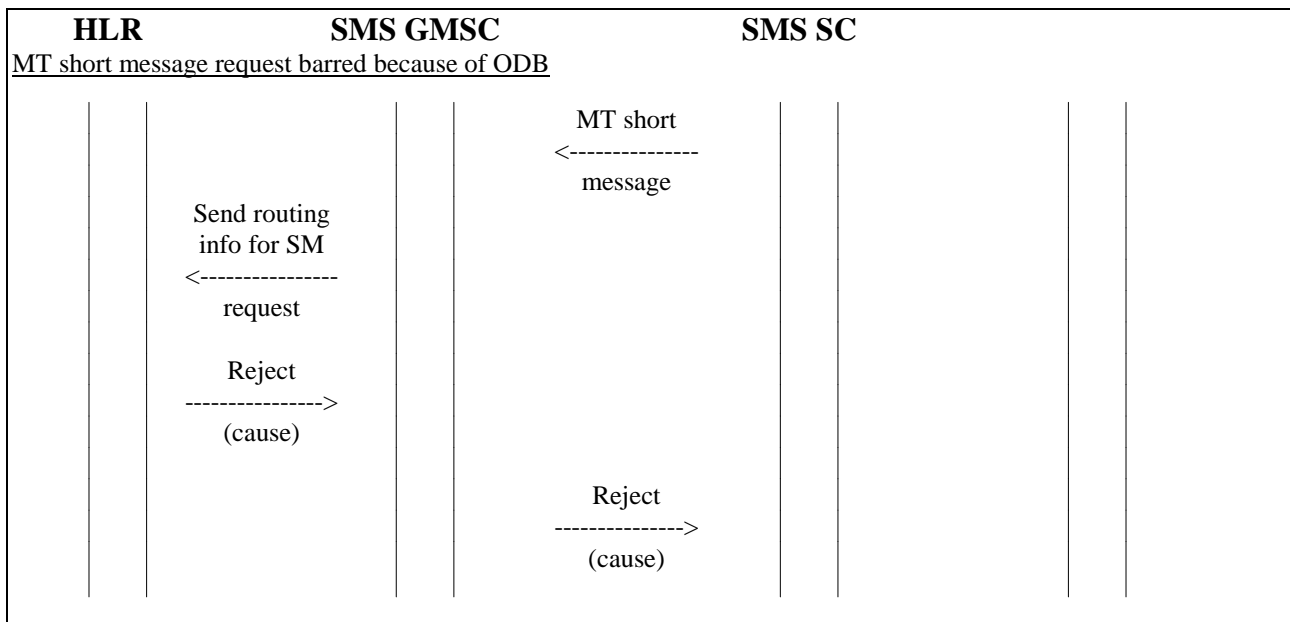 HLR SMS GMSC SMS SC
MT short message request barred because of ODB
MT short
<---------------
message
Send routing
info for SM
<----------------
request
Reject
---------------->
(cause)
Reject
--------------->
(cause)